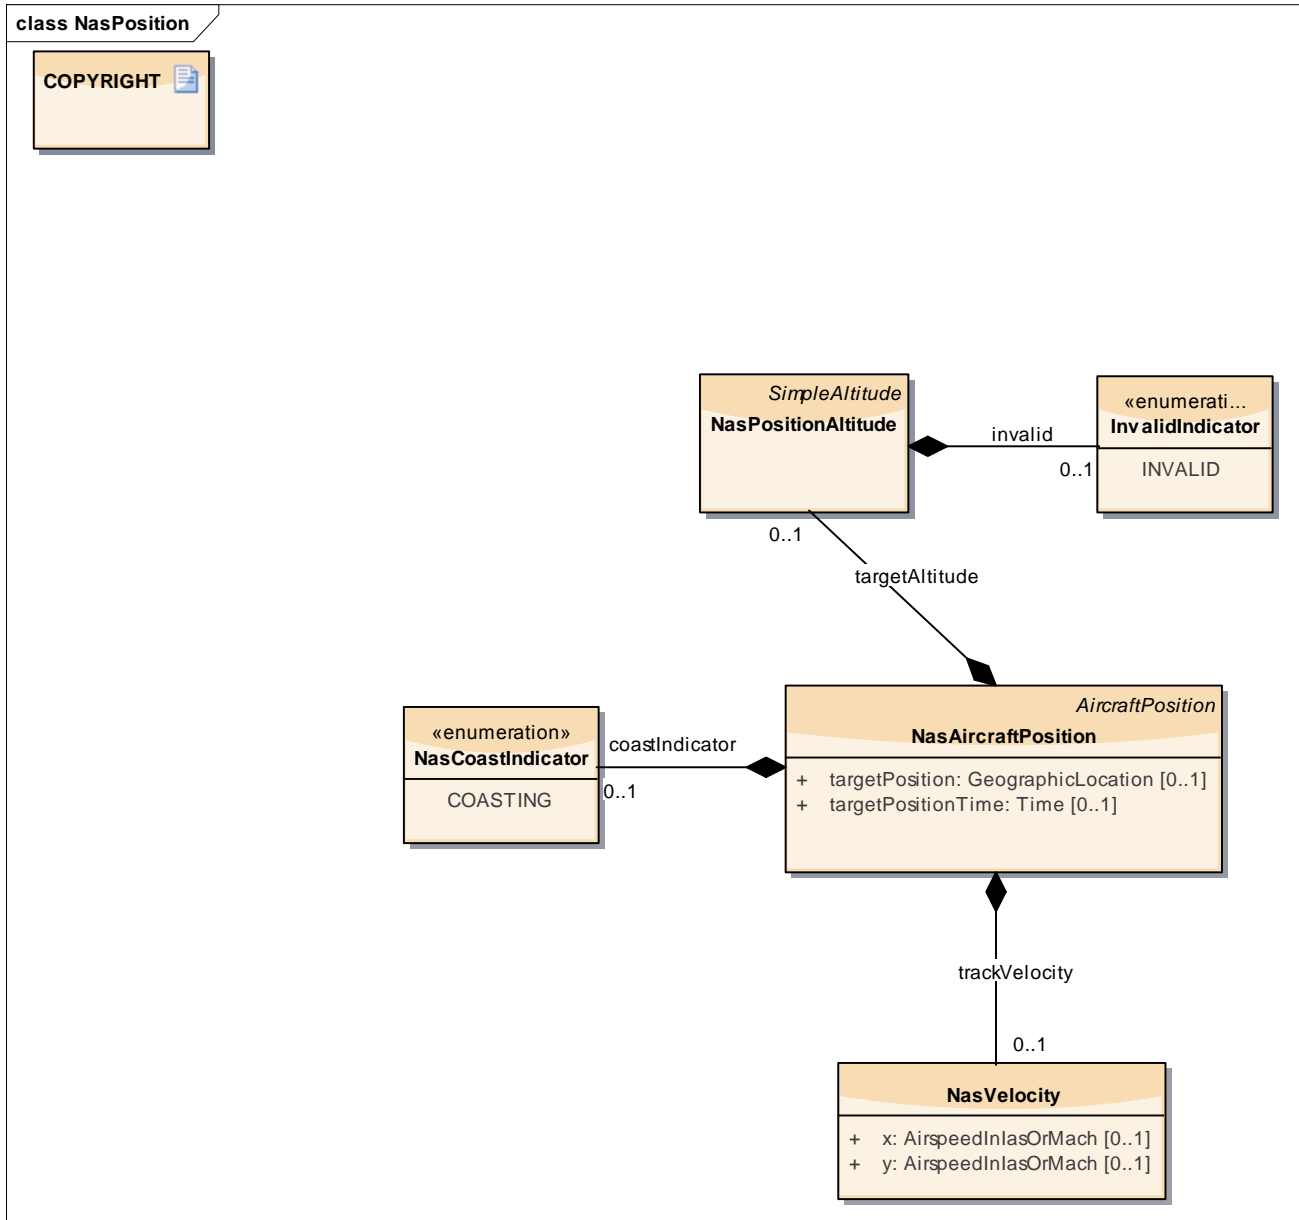 class NasPosition
COPYRIGHT
SimpleAltitude
NasPositionAltitude
«enumerati...
InvalidIndicator
INVALID
invalid
0..1
0..1
targetAltitude
AircraftPosition
NasAircraftPosition
+ targetPosition: GeographicLocation [0..1]
+ targetPositionTime: Time [0..1]
«enumeration»
NasCoastIndicator
COASTING
coastIndicator
0..1
trackVelocity
0..1
NasVelocity
+ x: AirspeedInIasOrMach [0..1]
+ y: AirspeedInIasOrMach [0..1]